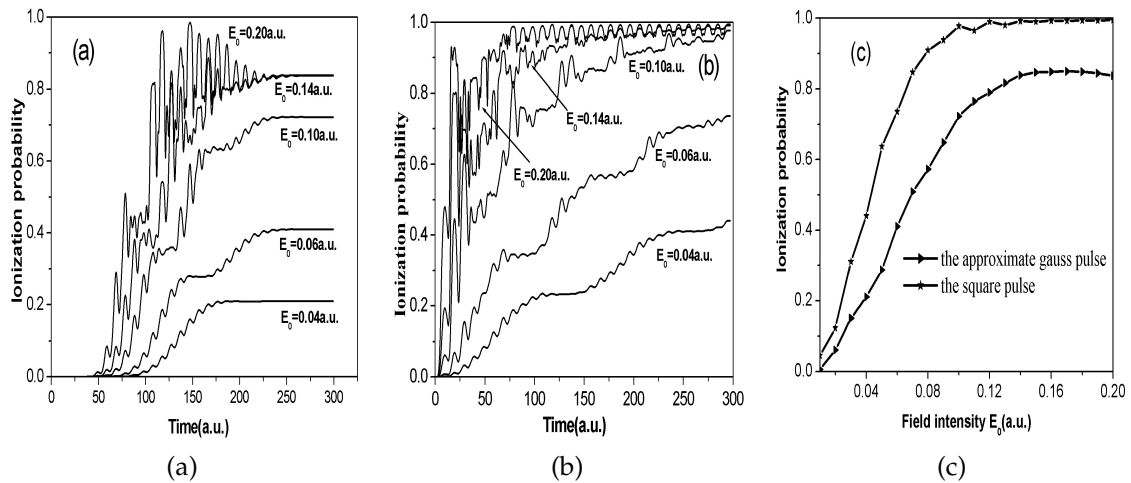 (a)
Ionization probability
1.0
0.8
0.6
0.4
0.2
0.0
E0=0.20a.u.
E0=0.14a.u.
E0=0.10a.u.
E0=0.06a.u.
E0=0.04a.u.
0 50 100 150 200 250 300
Time(a.u.)
(a)
(b)
Ionization probability
1.0
0.8
0.6
0.4
0.2
0.0
E0=0.10a.u.
E0=0.14a.u.
E0=0.20a.u.
E0=0.06a.u.
E0=0.04a.u.
0 50 100 150 200 250 300
Time(a.u.)
(b)
(c)
Ionization probability
1.0
0.8
0.6
0.4
0.2
0.0
the approximate gauss pulse
the square pulse
0.04 0.08 0.12 0.16 0.20
Field intensity E0(a.u.)
(c)